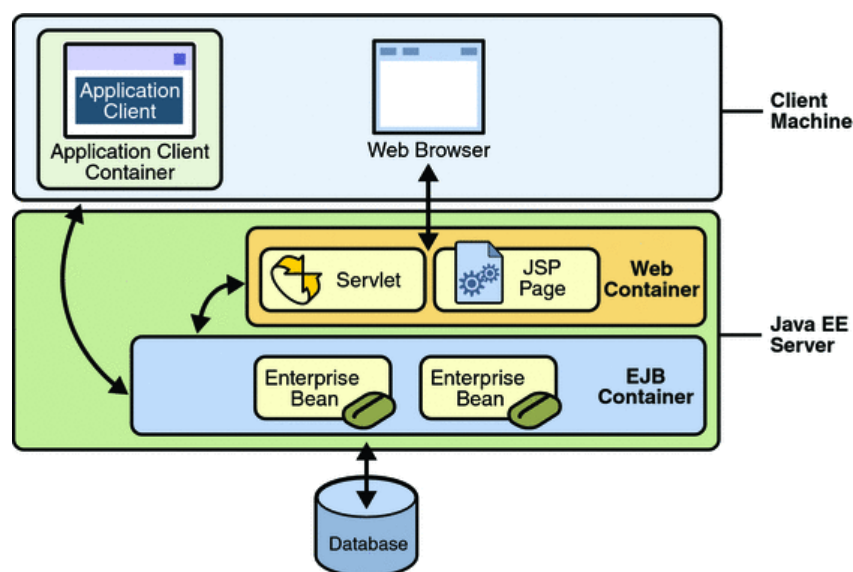 Application
Client
Application Client
Container
Web Browser
Client
Machine
Servlet
JSP
Page
Web
Container
Java EE
Server
Enterprise
Bean
Enterprise
Bean
EJB
Container
Database